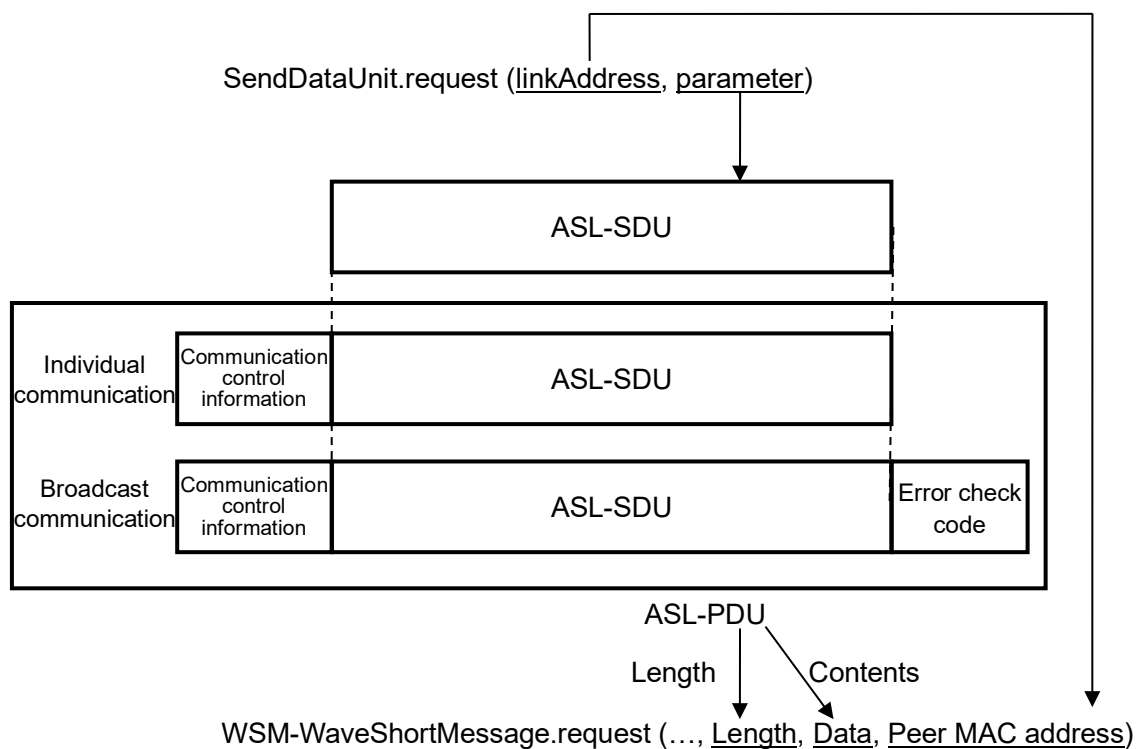 SendDataUnit.request (linkAddress, parameter)
ASL-SDU
Individual
communication
Communication
control
information
ASL-SDU
Broadcast
communication
Communication
control
information
ASL-SDU
Error check
code
ASL-PDU
Length
Contents
WSM-WaveShortMessage.request (…, Length, Data, Peer MAC address)